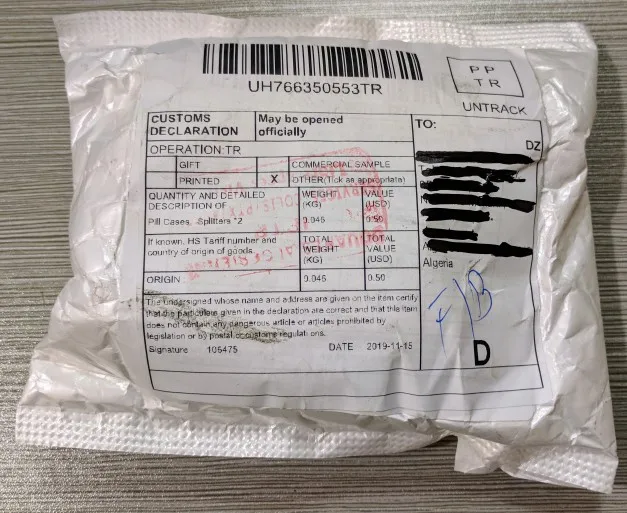 UH766350553TR
PP
TR
UNTRACK
CUSTOMS
DECLARATION
May be opened
officially
TO:
DZ
OPERATION:TR
GIFT
COMMERCIAL SAMPLE
PRINTED
X
OTHER(Tick as appropriate)
QUANTITY AND DETAILED
DESCRIPTION OF
WEIGHT
(KG)
VALUE
(USD)
Pill Cases, Splitters *2
0.045
0.50
If known, HS Tariff number and
country of origin of goods
TOTAL
WEIGHT
(KG)
TOTAL
VALUE
(USD)
ORIGIN
0.045
0.50
Algeria
The undersigned whose name and address are given on the item certify
that the particulars given in the declaration are correct and that this item
does not contain any dangerous article or articles prohibited by
legislation or by postal or customs regulations.
Signature 106475 DATE 2019-11-15
D